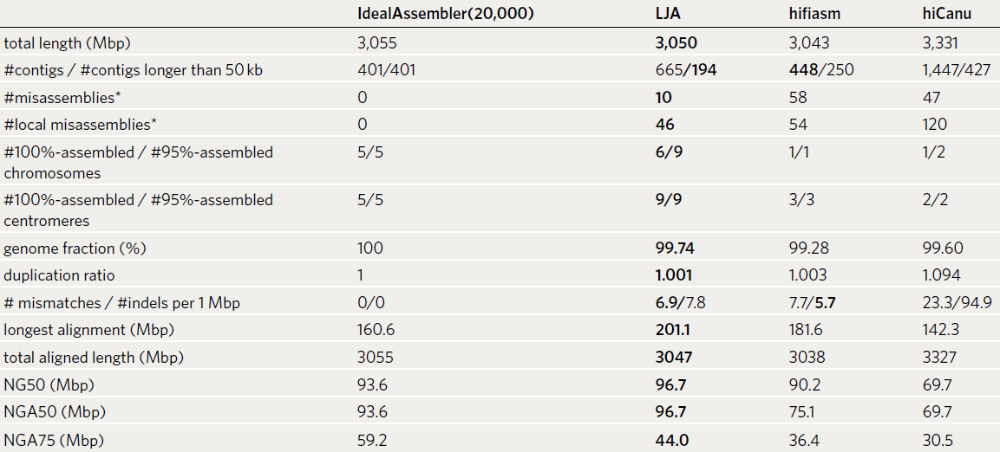 IdealAssembler(20,000) LJA hifiasm hiCanu
total length (Mbp) 3,055 3,050 3,043 3,331
#contigs / #contigs longer than 50 kb 401/401 665/194 448/250 1,447/427
#misassemblies* 0 10 58 47
#local misassemblies* 0 46 54 120
#100%-assembled / #95%-assembled 5/5 6/9 1/1 1/2
chromosomes
#100%-assembled / #95%-assembled 5/5 9/9 3/3 2/2
centromeres
genome fraction (%) 100 99.74 99.28 99.60
duplication ratio 1 1.001 1.003 1.094
# mismatches / #indels per 1 Mbp 0/0 6.9/7.8 7.7/5.7 23.3/94.9
longest alignment (Mbp) 160.6 201.1 181.6 142.3
total aligned length (Mbp) 3055 3047 3038 3327
NG50 (Mbp) 93.6 96.7 90.2 69.7
NGA50 (Mbp) 93.6 96.7 75.1 69.7
NGA75 (Mbp) 59.2 44.0 36.4 30.5